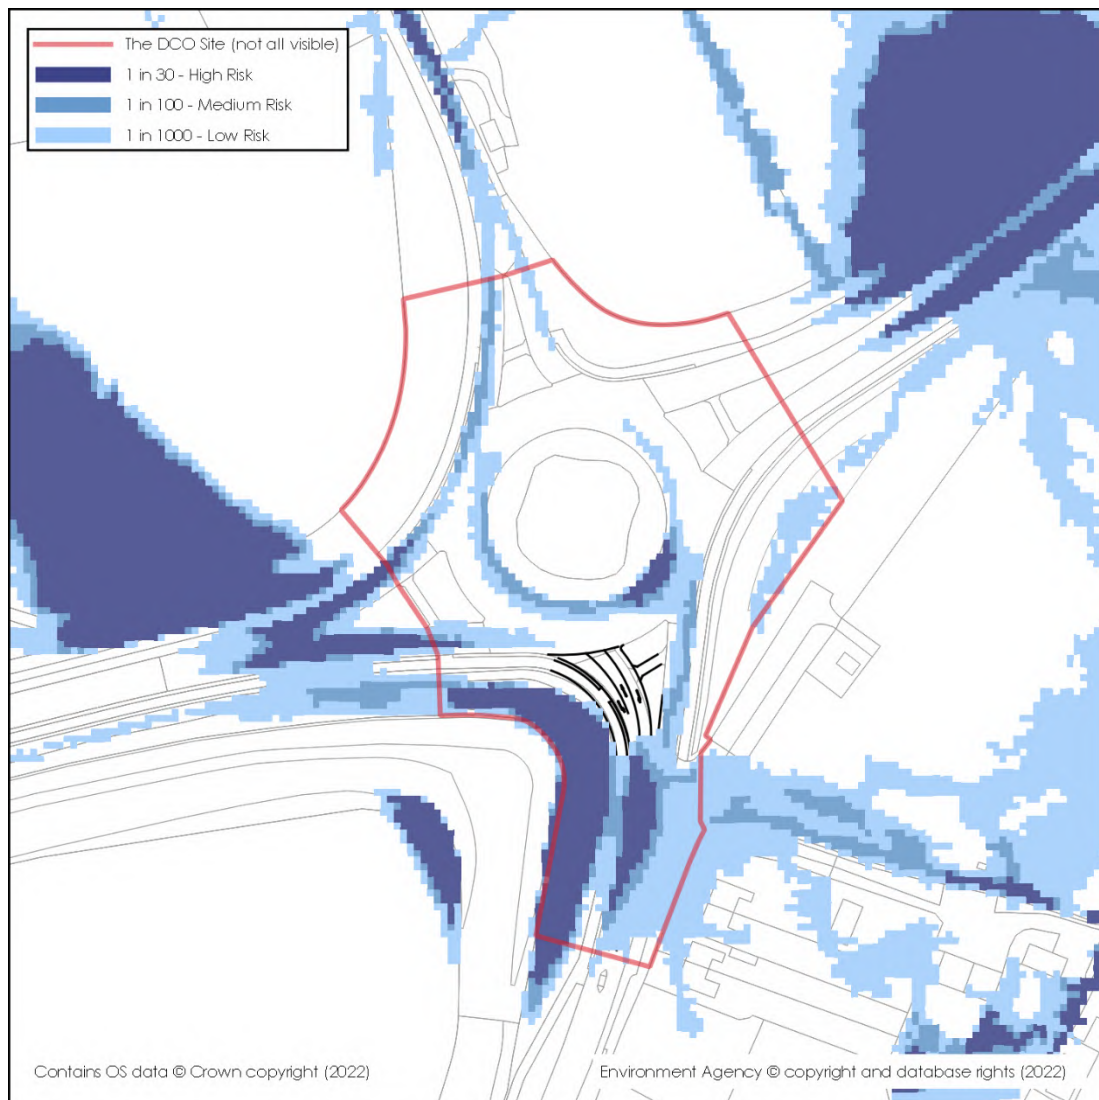 The DCO Site (not all visible)
1 in 30 - High Risk
1 in 100 - Medium Risk
1 in 1000 - Low Risk
Contains OS data © Crown copyright (2022)
Environment Agency © copyright and database rights (2022)